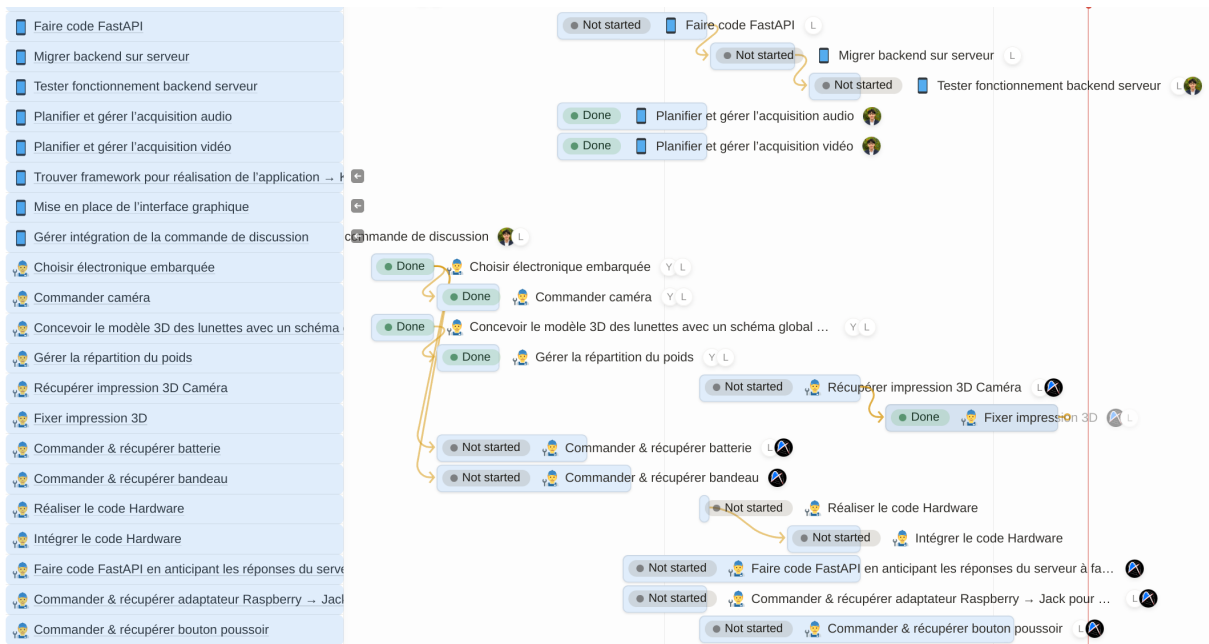 Faire code FastAPI Not started Faire code FastAPI L
Migrer backend sur serveur Not started Migrer backend sur serveur L
Tester fonctionnement backend serveur Not started Tester fonctionnement backend serveur L
Planifier et gérer l'acquisition audio Done Planifier et gérer l'acquisition audio
Planifier et gérer l'acquisition vidéo Done Planifier et gérer l'acquisition vidéo
Trouver framework pour réalisation de l'application →
Mise en place de l'interface graphique
Gérer intégration de la commande de discussion commande de discussion L
Choisir électronique embarquée Done Choisir électronique embarquée Y L
Commander caméra Done Commander caméra Y L
Concevoir le modèle 3D des lunettes avec un schéma Done Concevoir le modèle 3D des lunettes avec un schéma global … Y L
Gérer la répartition du poids Done Gérer la répartition du poids Y L
Récupérer impression 3D Caméra Not started Récupérer impression 3D Caméra L
Fixer impression 3D Done Fixer impression 3D L
Commander & récupérer batterie Not started Commander & récupérer batterie L
Commander & récupérer bandeau Not started Commander & récupérer bandeau
Réaliser le code Hardware Not started Réaliser le code Hardware
Intégrer le code Hardware Not started Intégrer le code Hardware
Faire code FastAPI en anticipant les réponses du serve Not started Faire code FastAPI en anticipant les réponses du serveur à fa…
Commander & récupérer adaptateur Raspberry → Jack Not started Commander & récupérer adaptateur Raspberry → Jack pour … L
Commander & récupérer bouton poussoir Not started Commander & récupérer bouton poussoir L